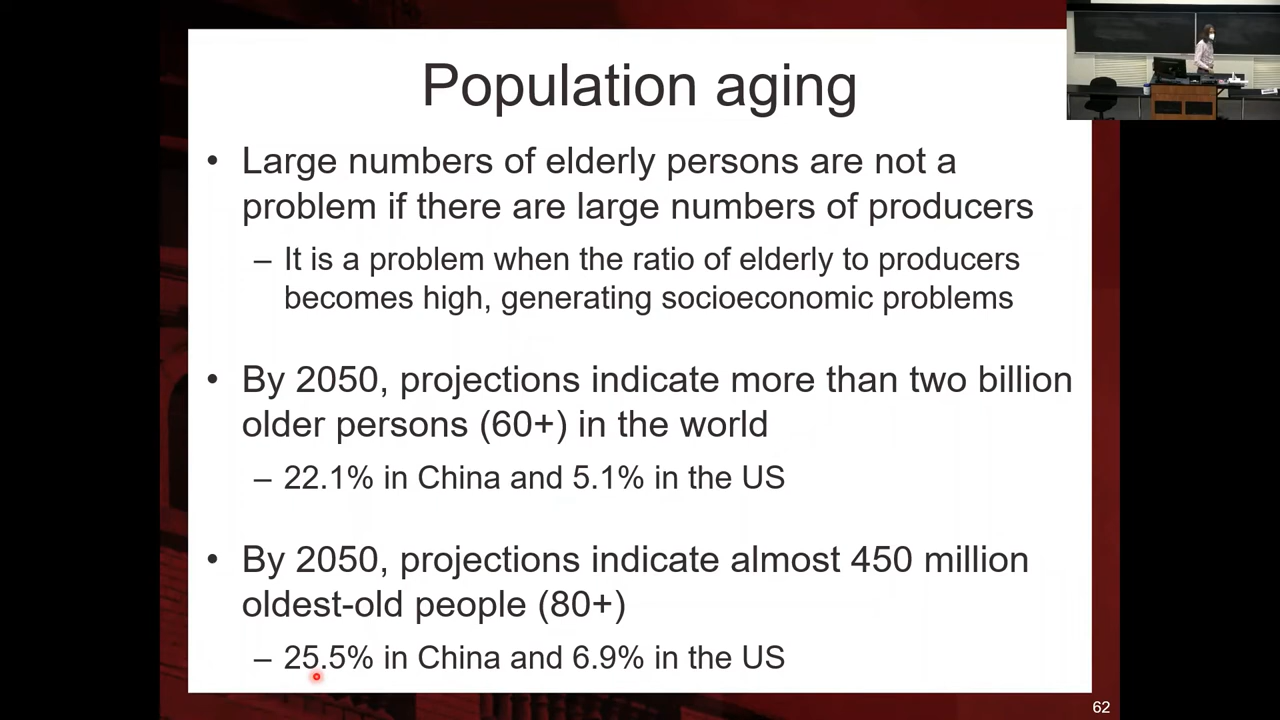 Population aging
• Large numbers of elderly persons are not a
problem if there are large numbers of producers
– It is a problem when the ratio of elderly to producers
becomes high, generating socioeconomic problems
• By 2050, projections indicate more than two billion
older persons (60+) in the world
– 22.1% in China and 5.1% in the US
• By 2050, projections indicate almost 450 million
oldest-old people (80+)
– 25.5% in China and 6.9% in the US
62